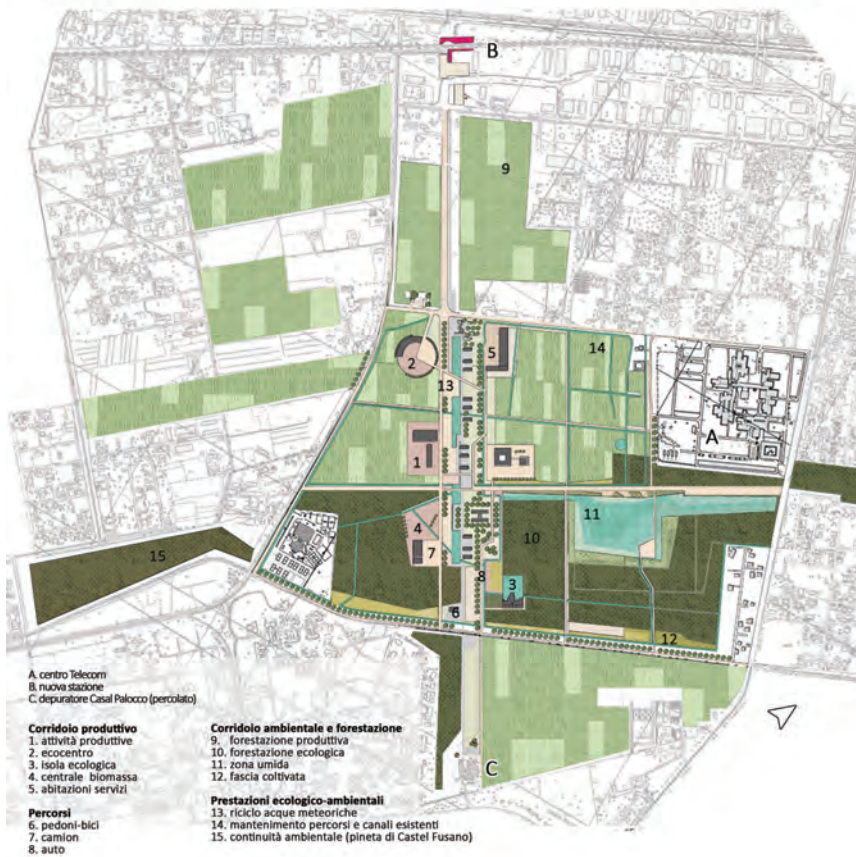 B
9
14
2
5
13
A
1
11
15
4
10
7
8
3
6
12
C
A. centro Telecom
B. nuova stazione
C. depuratore Casal Palocco (percolato)
Corridoio produttivo
1. attività produttive
2. ecocentro
3. isola ecologica
4. centrale biomassa
5. abitazioni servizi
Percorsi
6. pedoni-bici
7. camion
8. auto
Corridoio ambientale e forestazione
9. forestazione produttiva
10. forestazione ecologica
11. zona umida
12. fascia coltivata
Prestazioni ecologico-ambientali
13. riciclo acque meteoriche
14. mantenimento percorsi e canali esistenti
15. continuità ambientale (pineta di Castel Fusano)